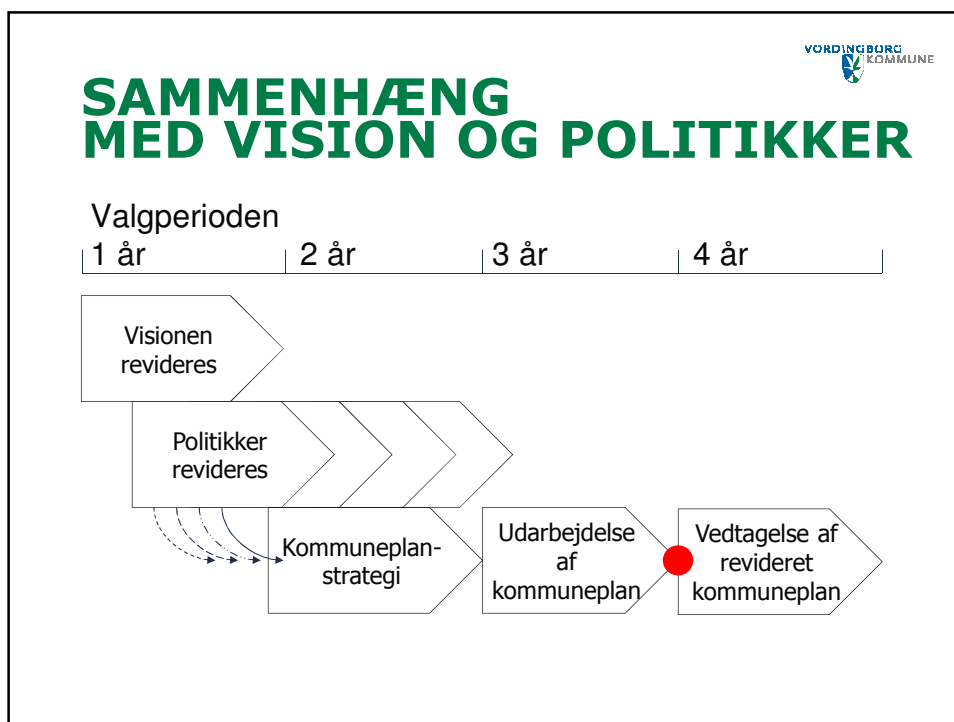 VORDINGBORG
KOMMUNE
SAMMENHÆNG
MED VISION OG POLITIKKER
Valgperioden
1 år
2 år
3 år
4 år
Visionen
revideres
Politikker
revideres
Kommuneplan-
strategi
Udarbejdelse
af
kommuneplan
Vedtagelse af
revideret
kommuneplan